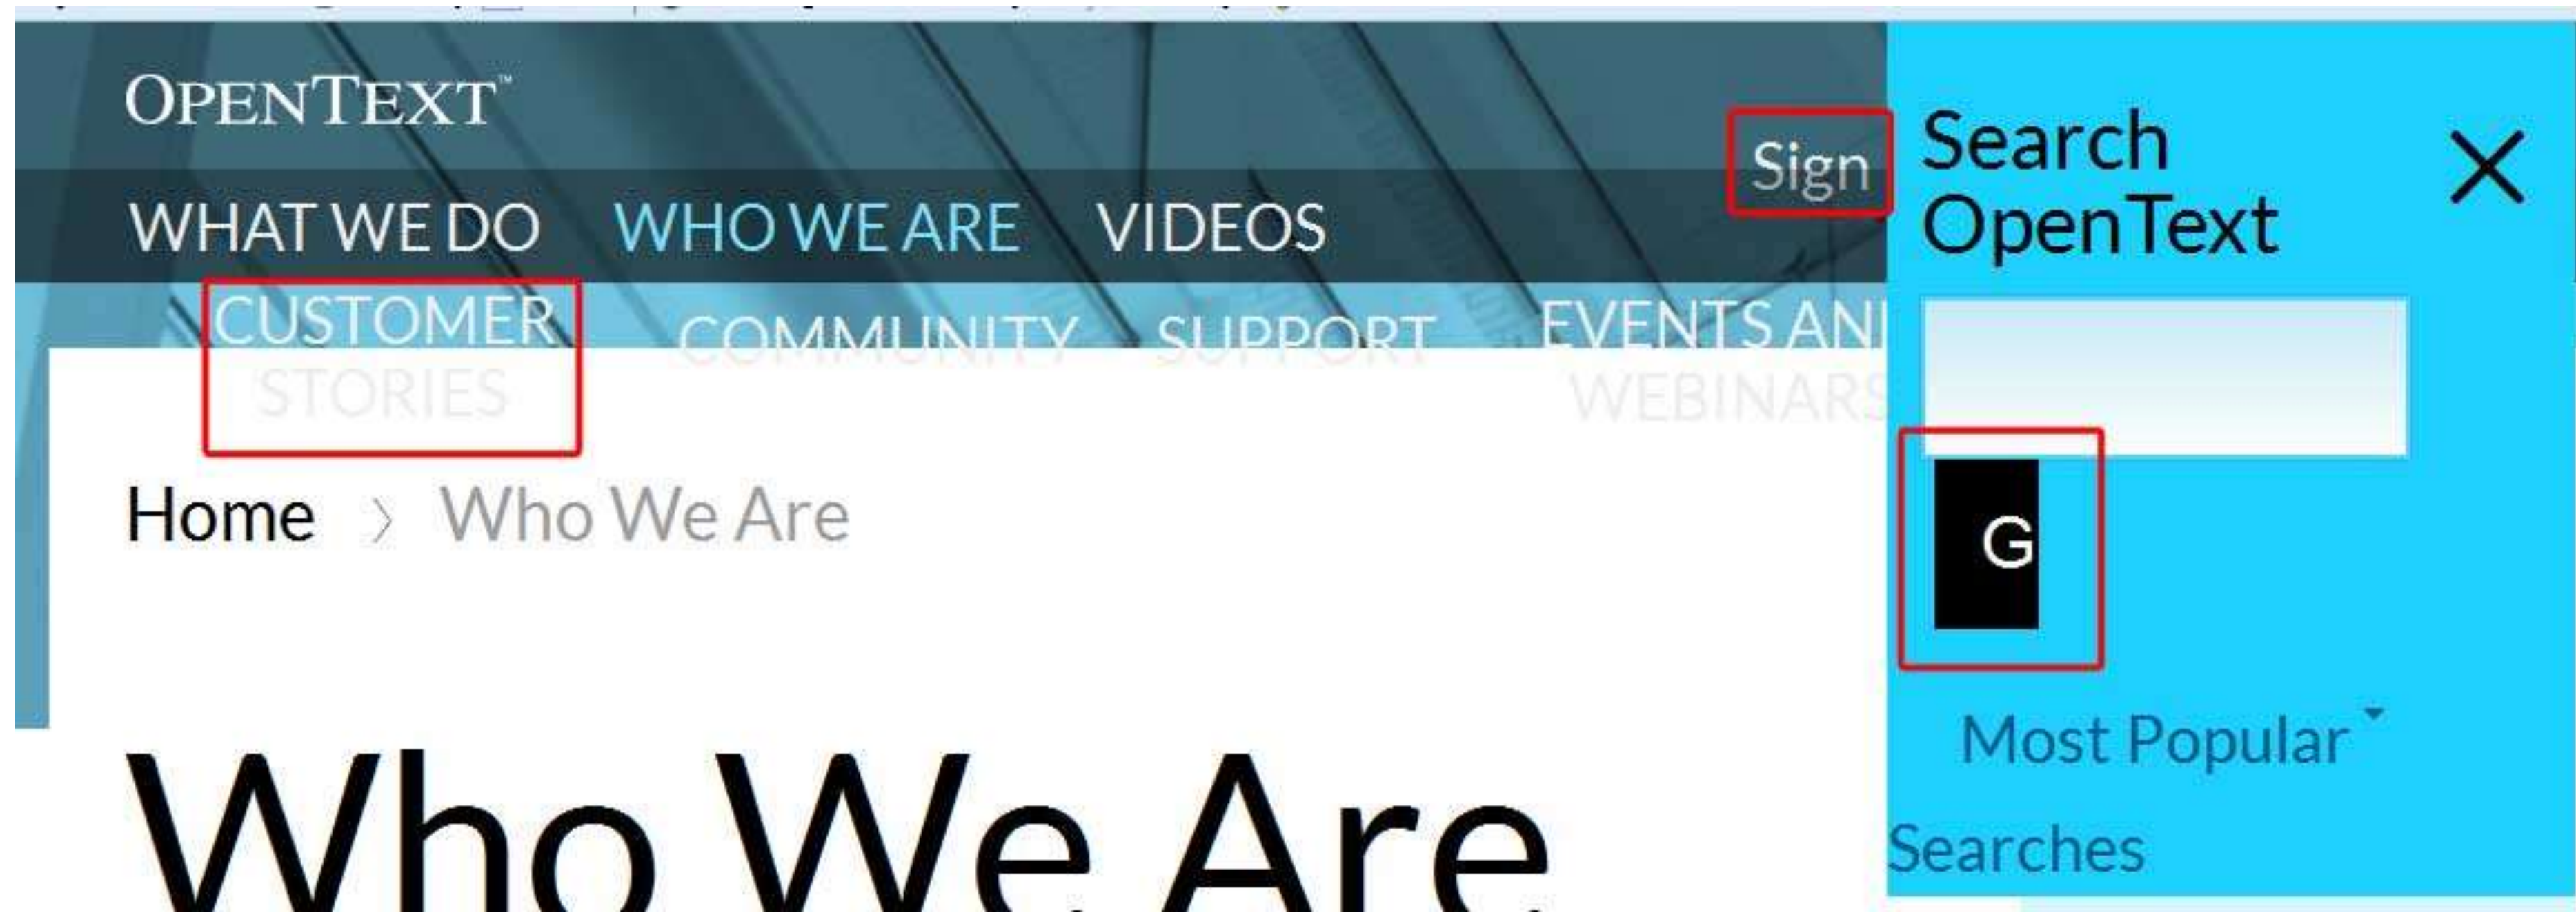 OPENTEXT™
Sign
WHAT WE DO WHO WE ARE VIDEOS
CUSTOMER STORIES
COMMUNITY
SUPPORT
EVENTS AN
WEBINARS
Home > Who We Are
Who We Are
Search
OpenText
G
Most Popular
Searches